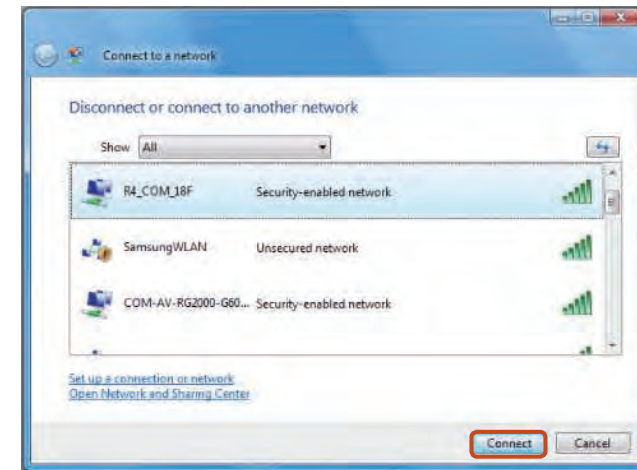 Connect to a network
Disconnect or connect to another network
Show All
R4_COM_18F Security-enabled network
SamsungWLAN Unsecured network
COM-AV-RG2000-G60... Security-enabled network
Set up a connection or network
Open Network and Sharing Center
Connect Cancel